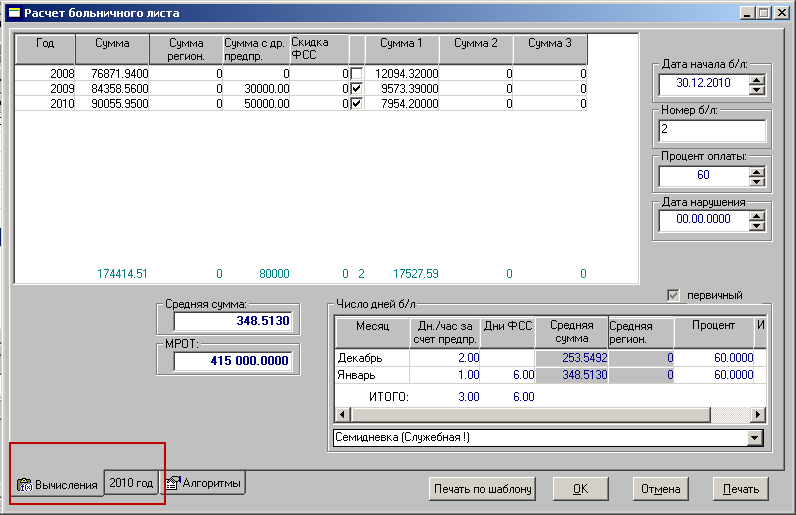 Расчет больничного листа
Год Сумма Сумма регион. Сумма с др. предпр. Скидка ФСС Сумма 1 Сумма 2 Сумма 3
2008 76871.9400 0 0 0 12094.32000 0 0
2009 84358.5600 0 30000.00 0 9573.39000 0 0
2010 90055.9500 0 50000.00 0 7954.20000 0 0
174414.51 0 80000 0 2 17527.59 0 0
Дата начала б/л:
30.12.2010
Номер б/л:
2
Процент оплаты:
60
Дата нарушения
00.00.0000
первичный
Средняя сумма:
348.5130
МРОТ:
415 000.0000
Число дней б/л
Месяц Дн./час за счет предпр. Дни ФСС Средняя сумма Средняя регион. Процент И
Декабрь 2.00 253.5492 0 60.0000
Январь 1.00 6.00 348.5130 0 60.0000
ИТОГО: 3.00 6.00
Семидневка (Служебная !)
Вычисления 2010 год Алгоритмы
Печать по шаблону OK Отмена Печать